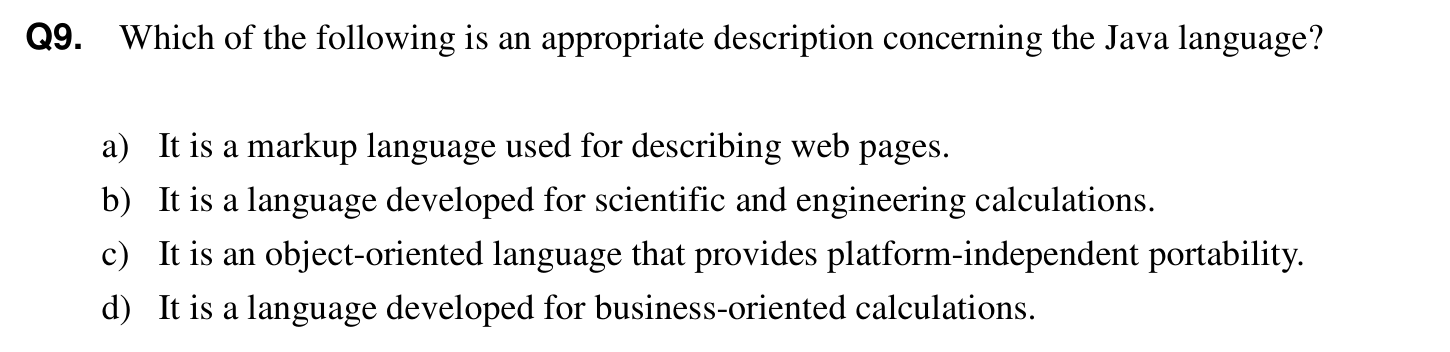 Q9. Which of the following is an appropriate description concerning the Java language?
a) It is a markup language used for describing web pages.
b) It is a language developed for scientific and engineering calculations.
c) It is an object-oriented language that provides platform-independent portability.
d) It is a language developed for business-oriented calculations.